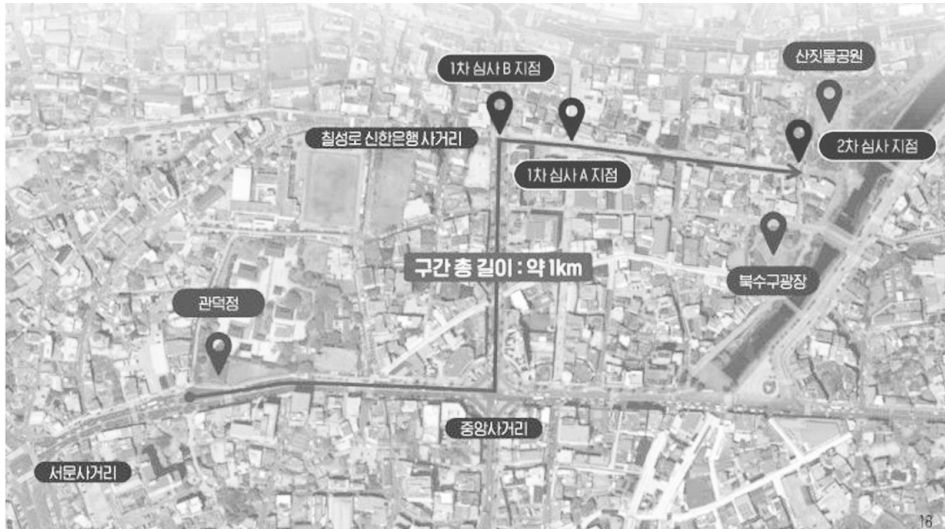 산짓물공원
1차 심사 B 지점
칠성로 신한은행 사거리
2차 심사 지점
1차 심사 A 지점
구간 총 길이 : 약 1km
북수구광장
관덕정
중앙사거리
서문사거리
18